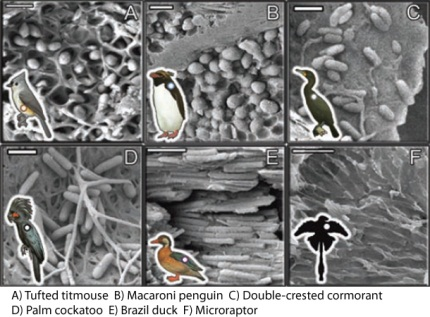 A
B
C
D
E
F
A) Tufted titmouse B) Macaroni penguin C) Double-crested cormorant
D) Palm cockatoo E) Brazil duck F) Microraptor